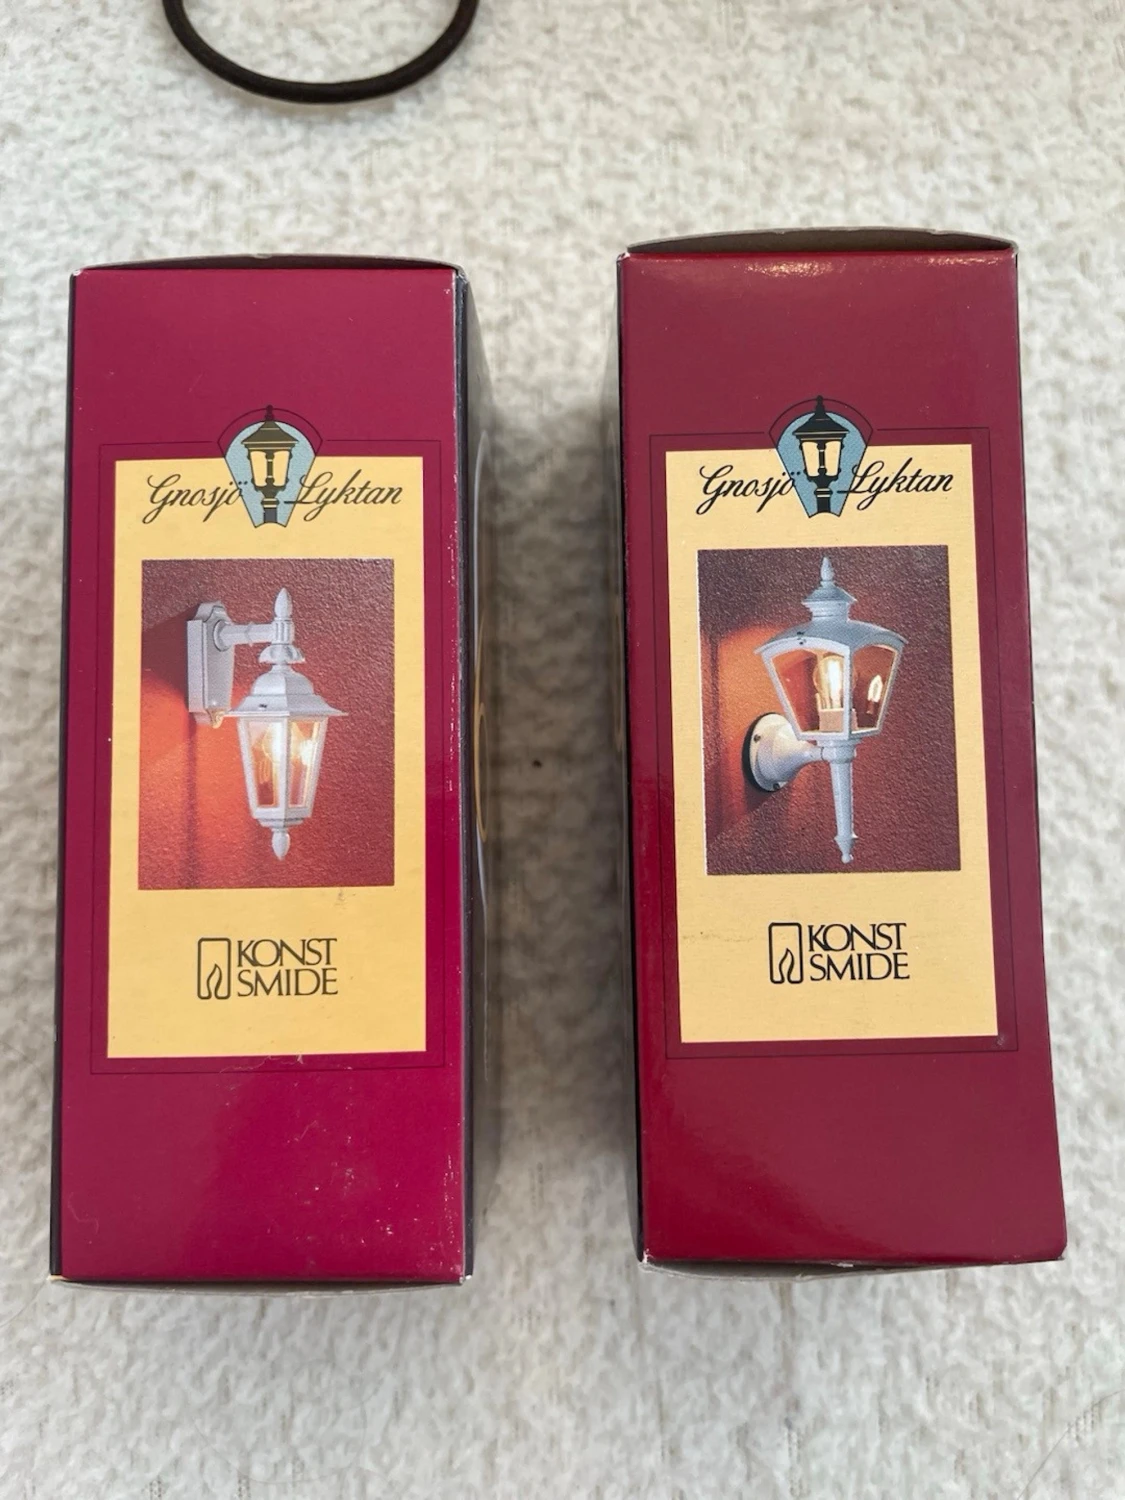 Gnosjö Lyktan
KONST
SMIDE
Gnosjö Lyktan
KONST
SMIDE